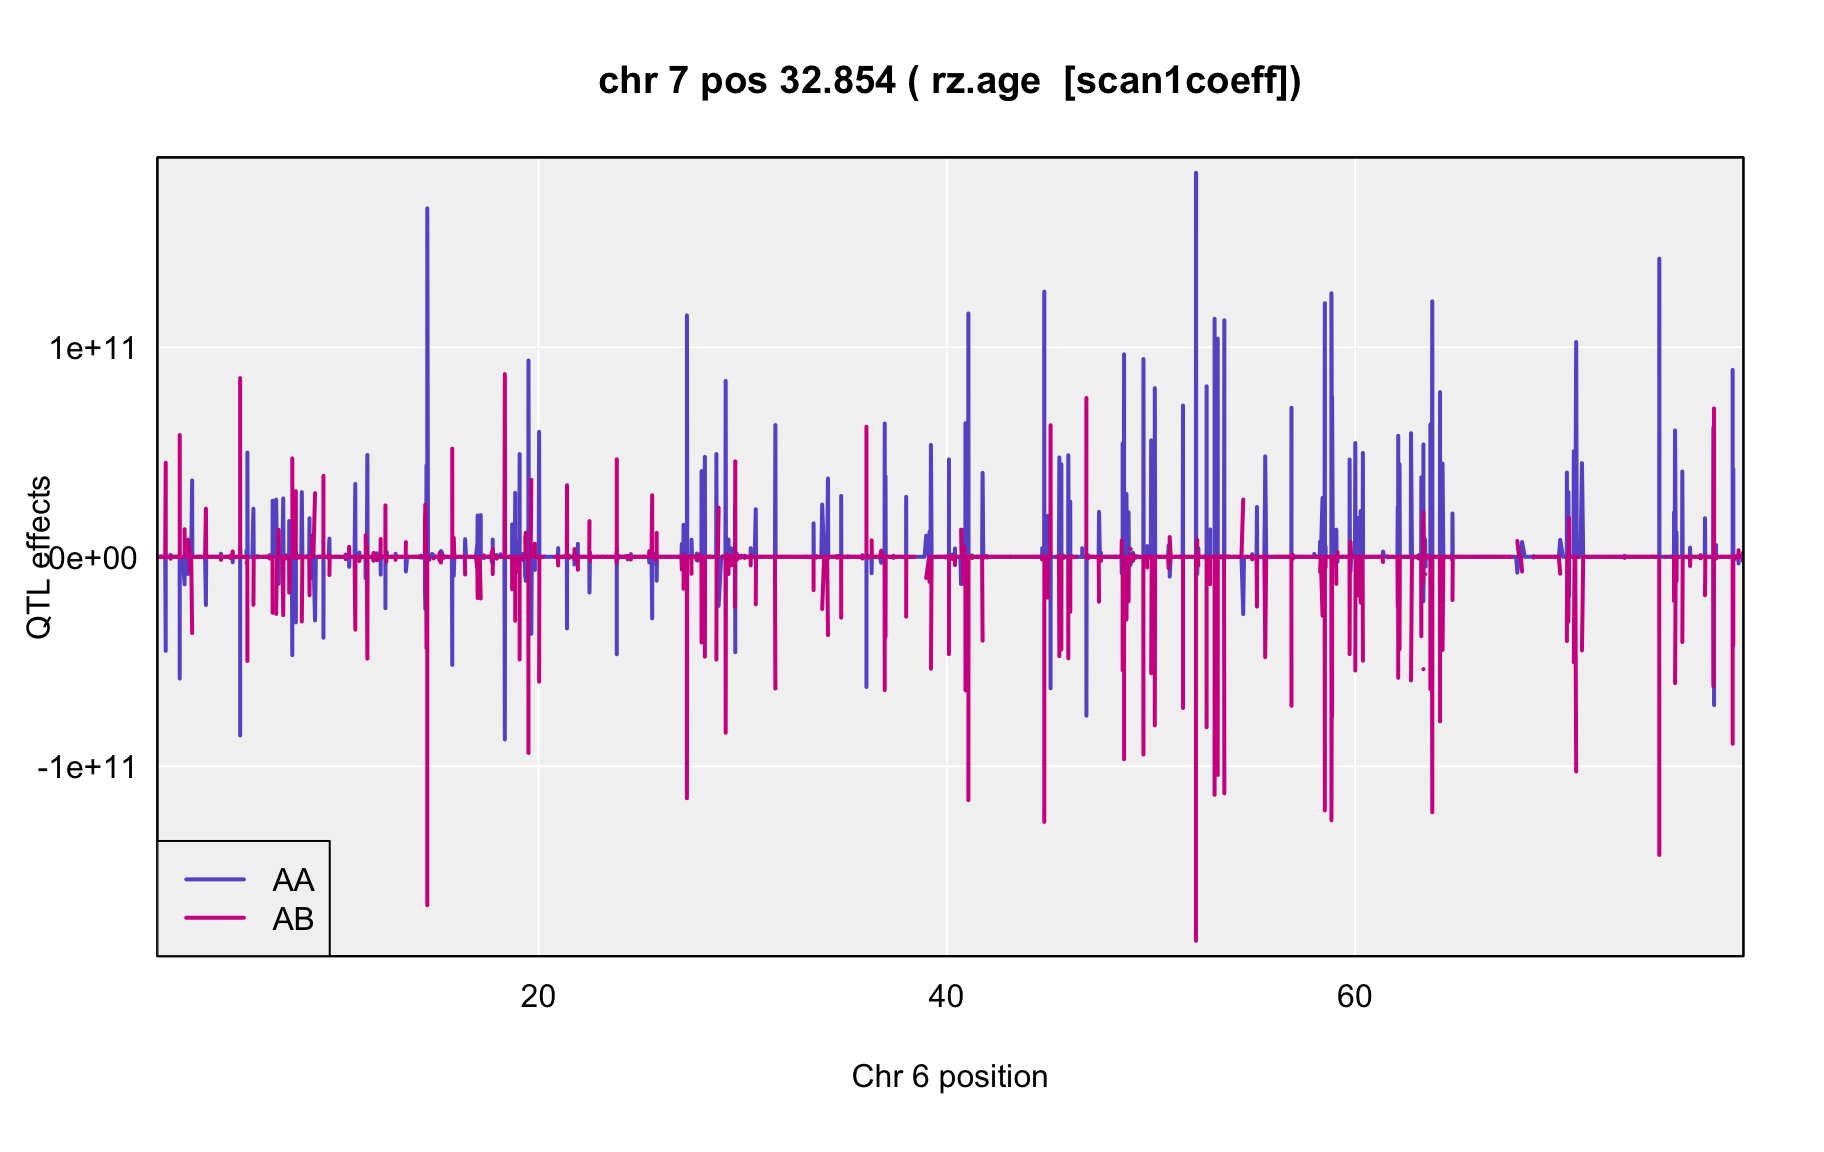 chr 7 pos 32.854 ( rz.age  [scan1coeff])
QTL effects
1e+11
0e+00
-1e+11
AA
AB
20 40 60
Chr 6 position